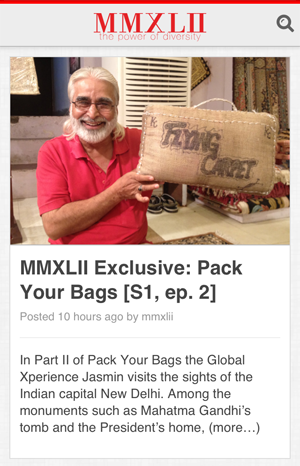 MMXLII
the power of diversity
FLYING
CARPET
MMXLII Exclusive: Pack
Your Bags [S1, ep. 2]
Posted 10 hours ago by mmxlii
In Part II of Pack Your Bags the Global
Xperience Jasmin visits the sights of the
Indian capital New Delhi. Among the
monuments such as Mahatma Gandhi's
tomb and the President's home, (more…)